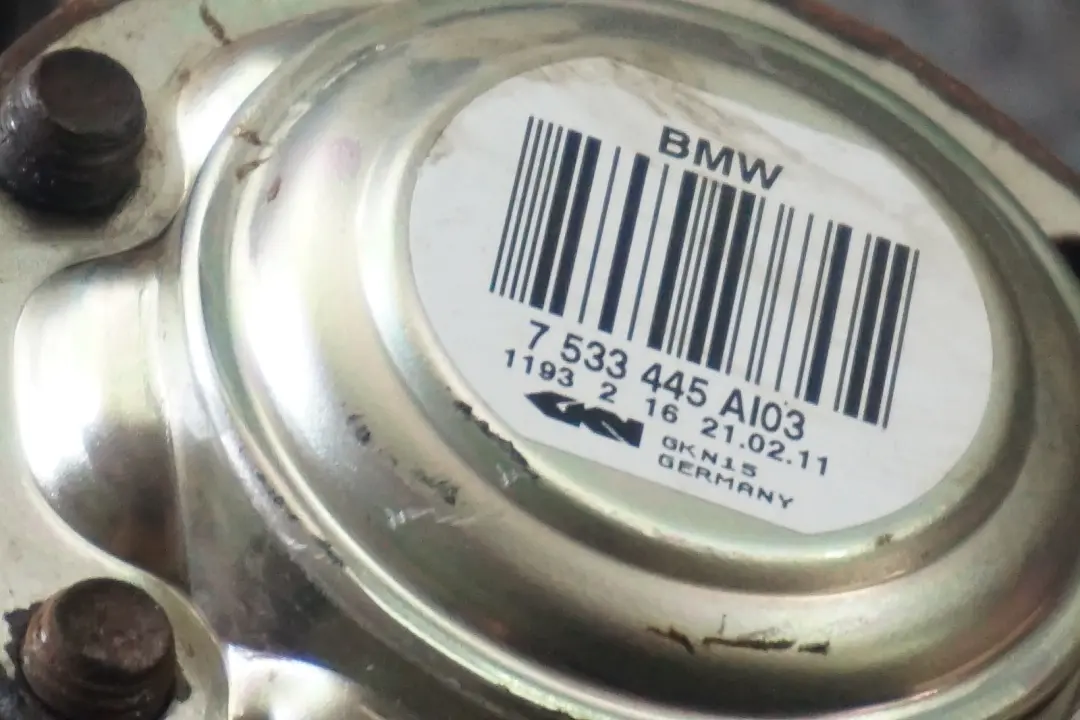 BMW
7 533 445 AI03
1193 2 16 21.02.11
GKN
GKN15
GERMANY